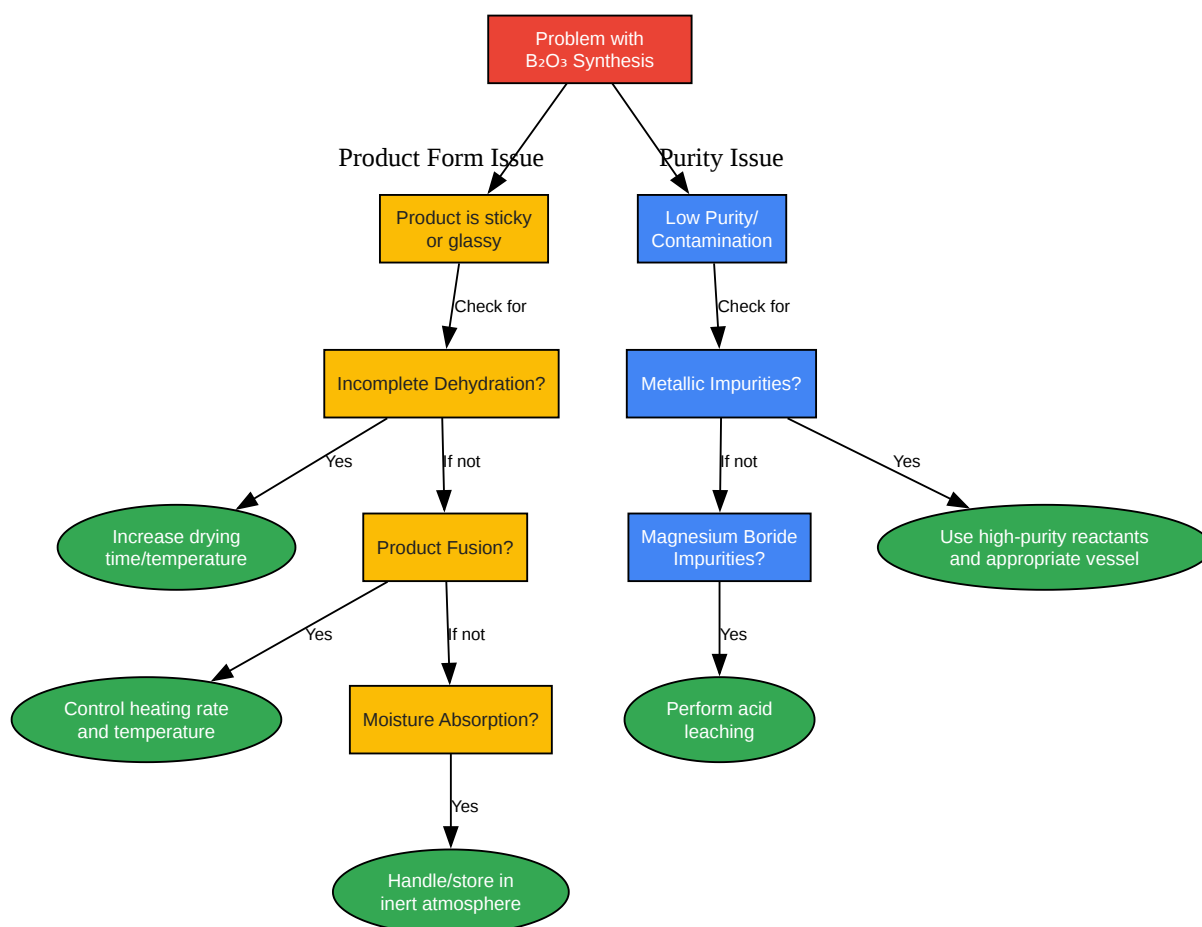 Problem with
B₂O₃ Synthesis
Product Form Issue
Purity Issue
Product is sticky
or glassy
Low Purity/
Contamination
Check for
Check for
Incomplete Dehydration?
Metallic Impurities?
Yes
If not
If not
Yes
Increase drying
time/temperature
Product Fusion?
Magnesium Boride
Impurities?
Use high-purity reactants
and appropriate vessel
Yes
If not
Yes
Control heating rate
and temperature
Moisture Absorption?
Perform acid
leaching
Yes
Handle/store in
inert atmosphere